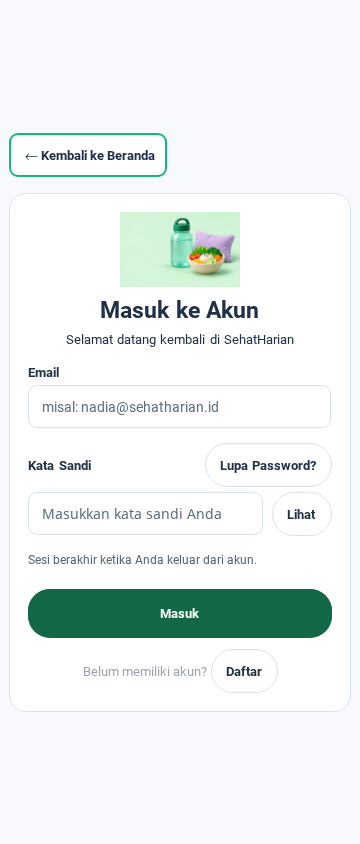 ← Kembali ke Beranda
Masuk ke Akun
Selamat datang kembali di SehatHarian
Email
misal: nadia@sehatharian.id
Kata Sandi
Lupa Password?
Masukkan kata sandi Anda
Lihat
Sesi berakhir ketika Anda keluar dari akun.
Masuk
Belum memiliki akun? Daftar